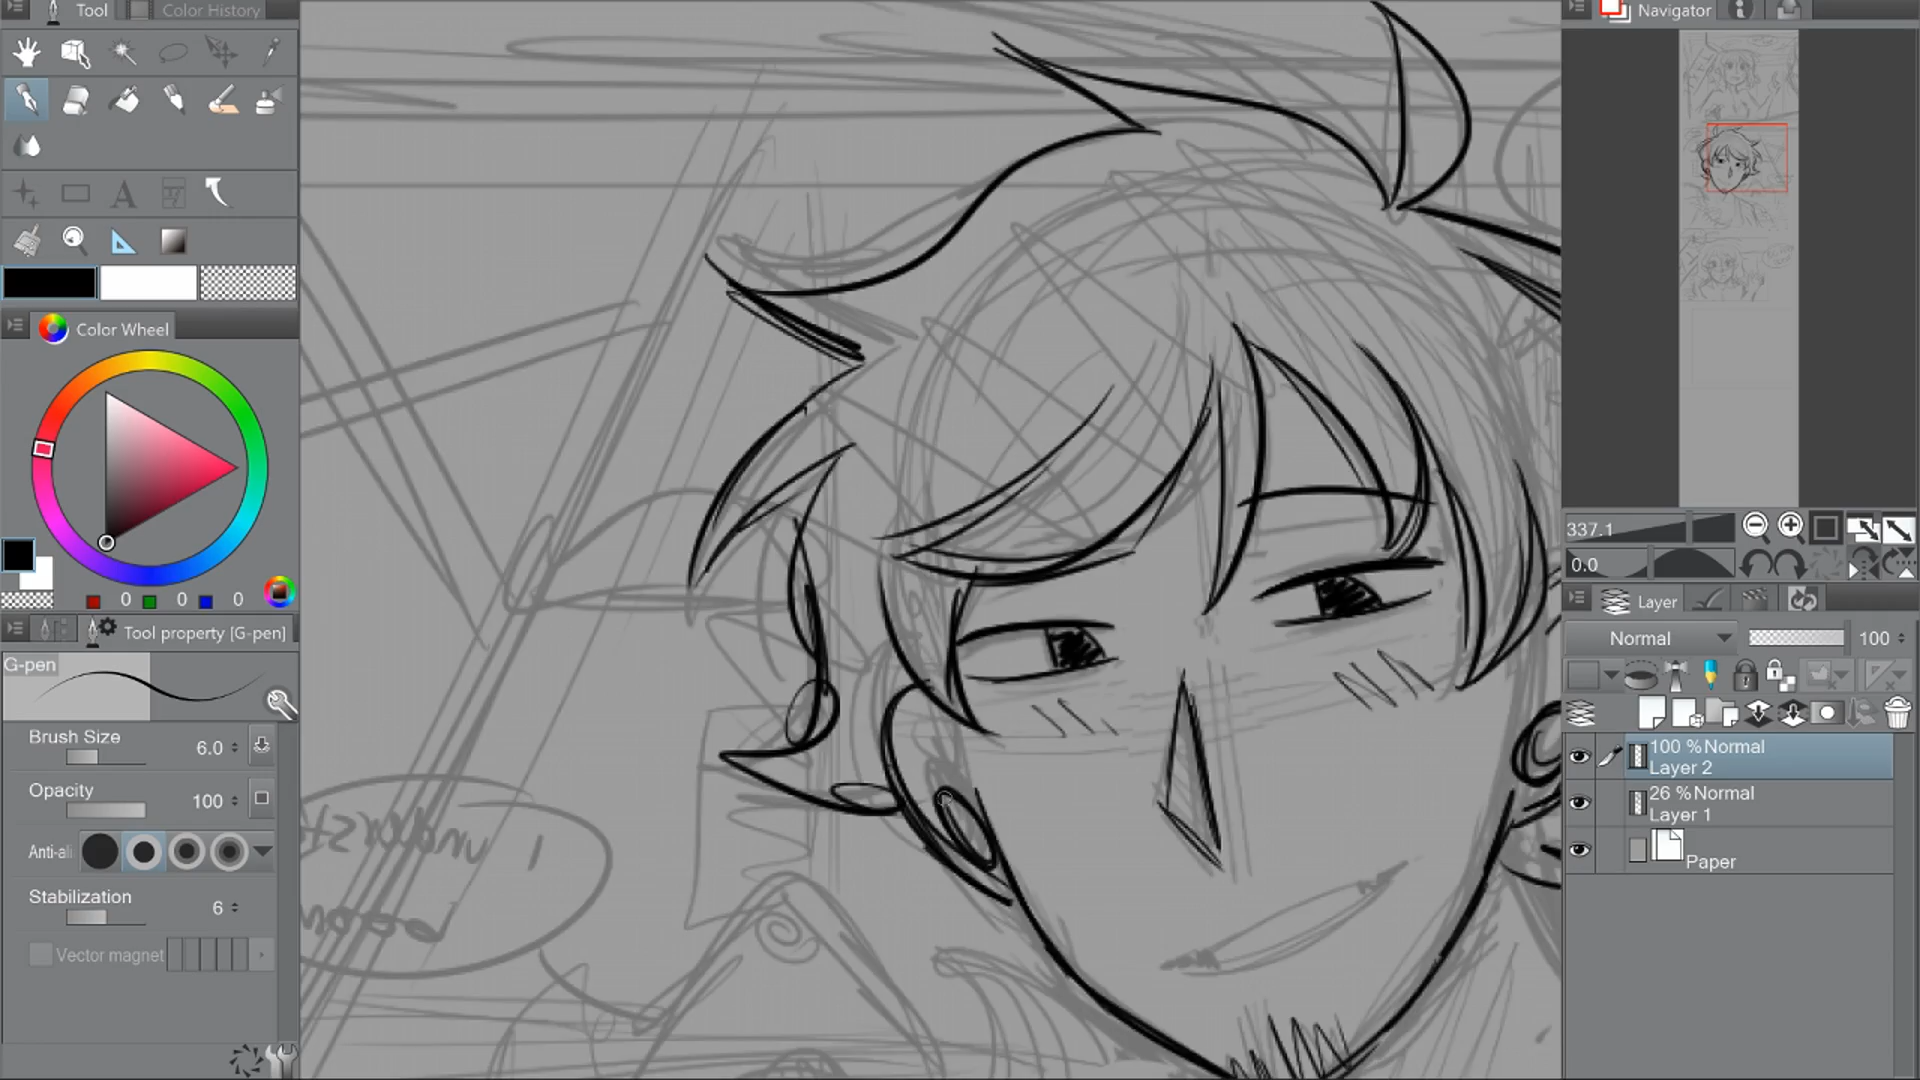 Tool
Color History
Color Wheel
0 0 0
Tool property [G-pen]
G-pen
Brush Size 6.0
Opacity 100
Anti-ali
Stabilization 6
Vector magnet
Navigator
337.1
0.0
Layer
Normal 100
100 %Normal
Layer 2
26 %Normal
Layer 1
Paper